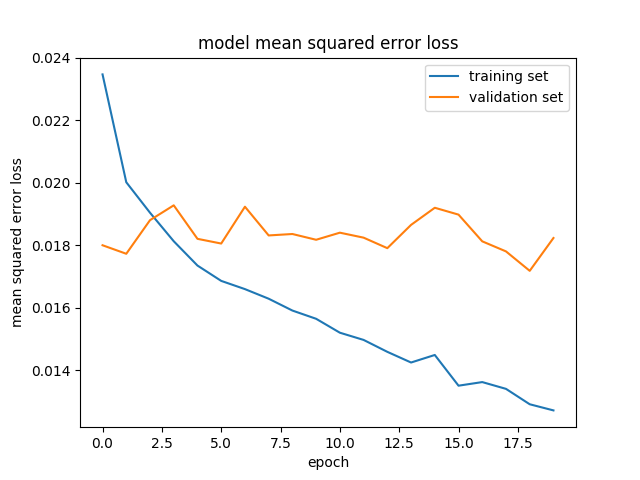 model mean squared error loss
training set
validation set
mean squared error loss
0.024
0.022
0.020
0.018
0.016
0.014
0.0 2.5 5.0 7.5 10.0 12.5 15.0 17.5
epoch